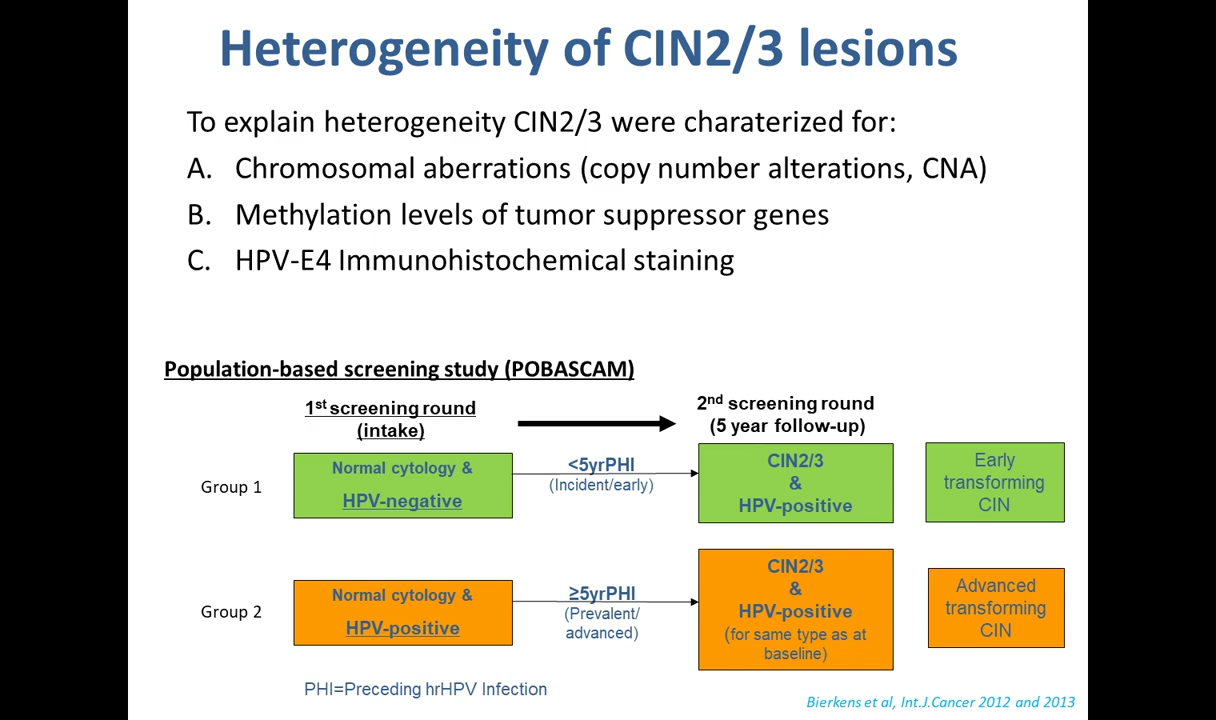 Heterogeneity of CIN2/3 lesions
To explain heterogeneity CIN2/3 were charaterized for:
A. Chromosomal aberrations (copy number alterations, CNA)
B. Methylation levels of tumor suppressor genes
C. HPV-E4 Immunohistochemical staining
Population-based screening study (POBASCAM)
1st screening round
(intake)
2nd screening round
(5 year follow-up)
Group 1
Normal cytology &
HPV-negative
<5yrPHI
(Incident/early)
CIN2/3
&
HPV-positive
Early
transforming
CIN
Group 2
Normal cytology &
HPV-positive
≥5yrPHI
(Prevalent/
advanced)
CIN2/3
&
HPV-positive
(for same type as at
baseline)
Advanced
transforming
CIN
PHI=Preceding hrHPV Infection
Bierkens et al, Int.J.Cancer 2012 and 2013